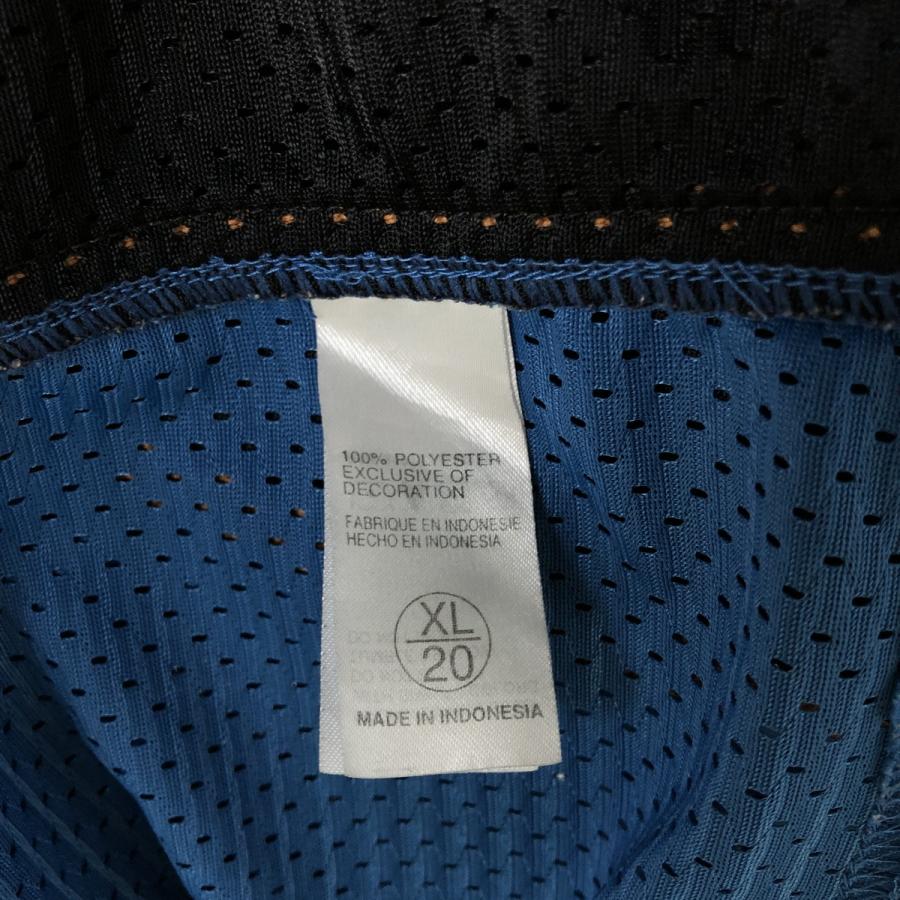 100% POLYESTER
EXCLUSIVE OF
DECORATION
FABRIQUE EN INDONESIE
HECHO EN INDONESIA
XL
20
MADE IN INDONESIA